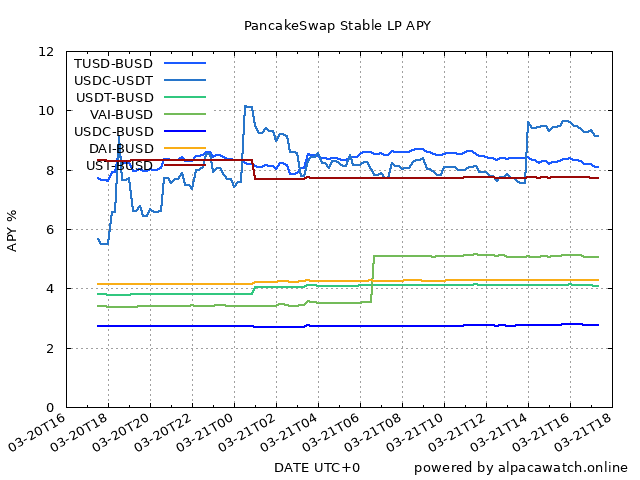 PancakeSwap Stable LP APY
12
10
8
6
4
2
0
APY %
TUSD-BUSD
USDC-USDT
USDT-BUSD
VAI-BUSD
USDC-BUSD
DAI-BUSD
UST-BUSD
03-20T16
03-20T18
03-20T20
03-20T22
03-21T00
03-21T02
03-21T04
03-21T06
03-21T08
03-21T10
03-21T12
03-21T14
03-21T16
03-21T18
DATE UTC+0
powered by alpacawatch.online